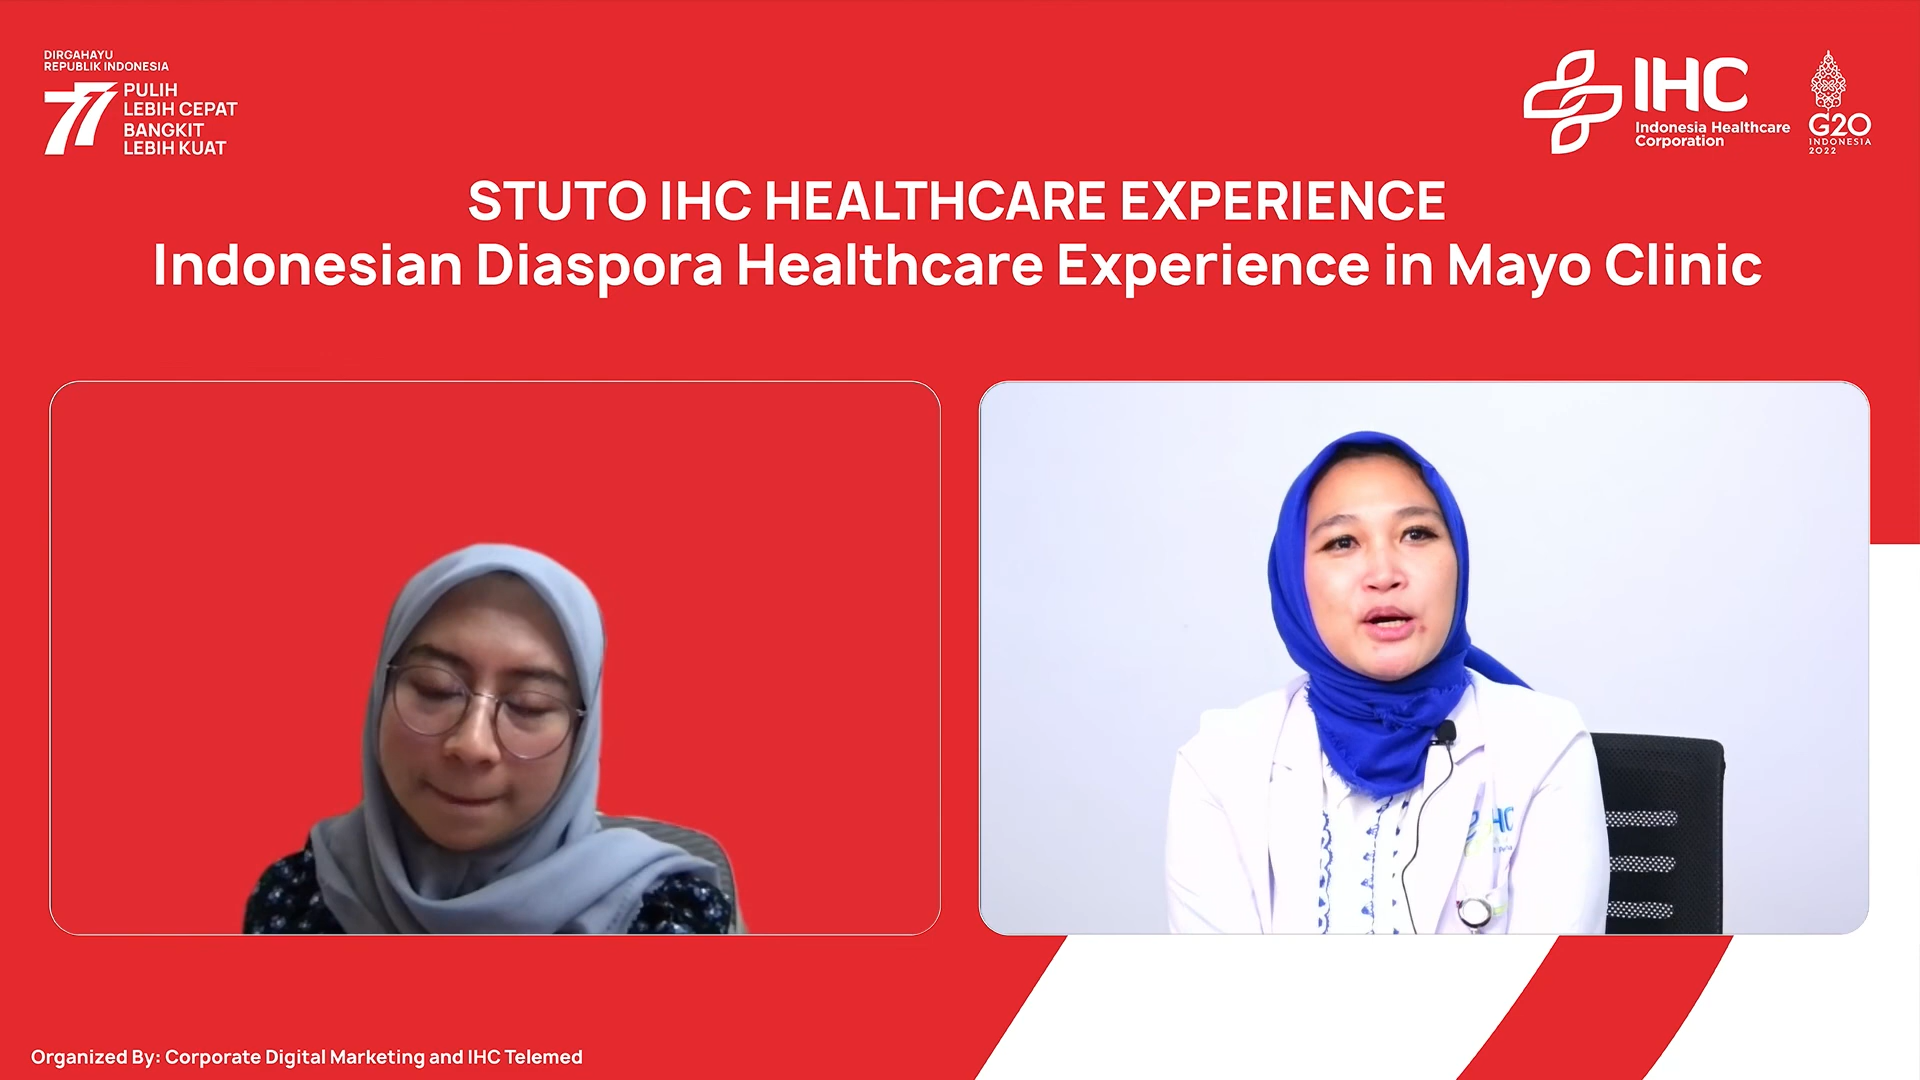 DIRGAHAYU
REPUBLIK INDONESIA
77
PULIH
LEBIH CEPAT
BANGKIT
LEBIH KUAT
IHC
Indonesia Healthcare
Corporation
G20
INDONESIA
2022
STUTO IHC HEALTHCARE EXPERIENCE
Indonesian Diaspora Healthcare Experience in Mayo Clinic
HC
Organized By: Corporate Digital Marketing and IHC Telemed